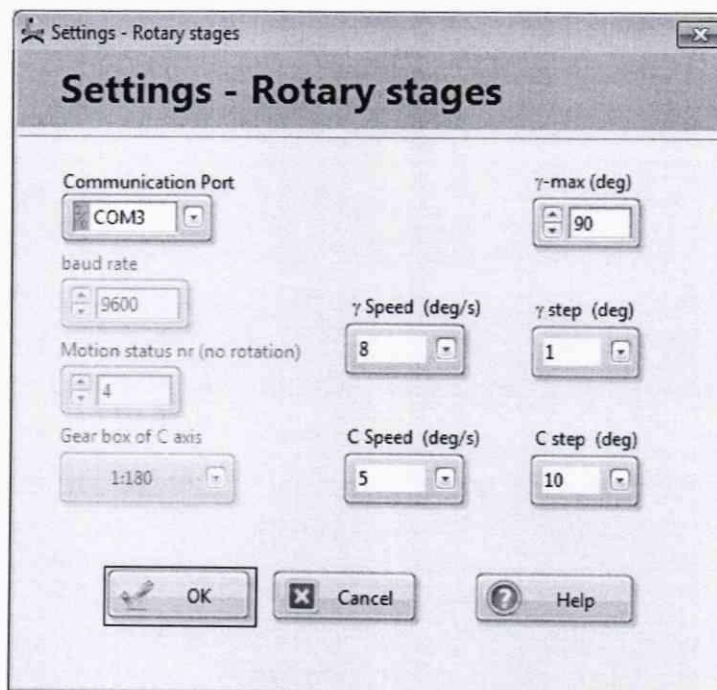 Settings - Rotary stages
Settings - Rotary stages
Communication Port
COM3
γ-max (deg)
90
baud rate
9600
γ Speed (deg/s)
8
γ step (deg)
1
Motion status nr (no rotation)
4
Gear box of C axis
1:180
C Speed (deg/s)
5
C step (deg)
10
OK
Cancel
Help